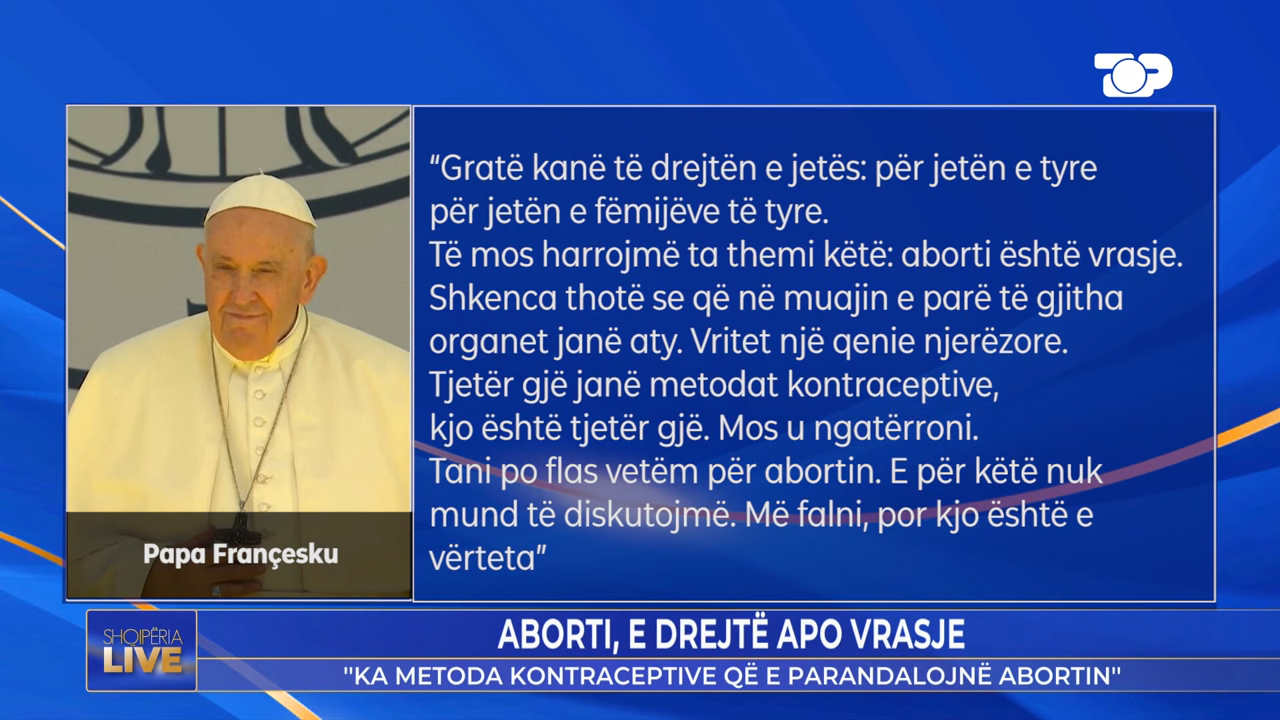 TOP
“Gratë kanë të drejtën e jetës: për jetën e tyre
për jetën e fëmijëve të tyre.
Të mos harrojmë ta themi këtë: aborti është vrasje.
Shkenca thotë se që në muajin e parë të gjitha
organet janë aty. Vritet një qenie njerëzore.
Tjetër gjë janë metodat kontraceptive,
kjo është tjetër gjë. Mos u ngatërroni.
Tani po flas vetëm për abortin. E për këtë nuk
mund të diskutojmë. Më falni, por kjo është e
vërteta”
Papa Françesku
SHQIPËRIA
LIVE
ABORTI, E DREJTË APO VRASJE
"KA METODA KONTRACEPTIVE QË E PARANDALOJNË ABORTIN"